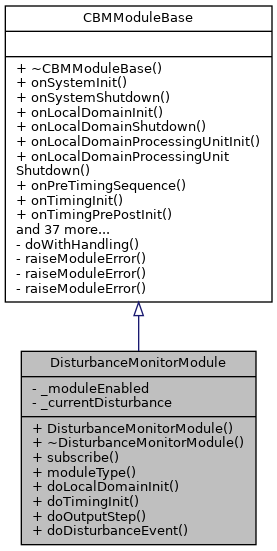 CBMModuleBase
+ ~CBMModuleBase()
+ onSystemInit()
+ onSystemShutdown()
+ onLocalDomainInit()
+ onLocalDomainShutdown()
+ onLocalDomainProcessingUnitInit()
+ onLocalDomainProcessingUnit
Shutdown()
+ onPreTimingSequence()
+ onTimingInit()
+ onTimingPrePostInit()
and 37 more...
- doWithHandling()
- raiseModuleError()
- raiseModuleError()
- raiseModuleError()
DisturbanceMonitorModule
- _moduleEnabled
- _currentDisturbance
+ DisturbanceMonitorModule()
+ ~DisturbanceMonitorModule()
+ subscribe()
+ moduleType()
+ doLocalDomainInit()
+ doTimingInit()
+ doOutputStep()
+ doDisturbanceEvent()